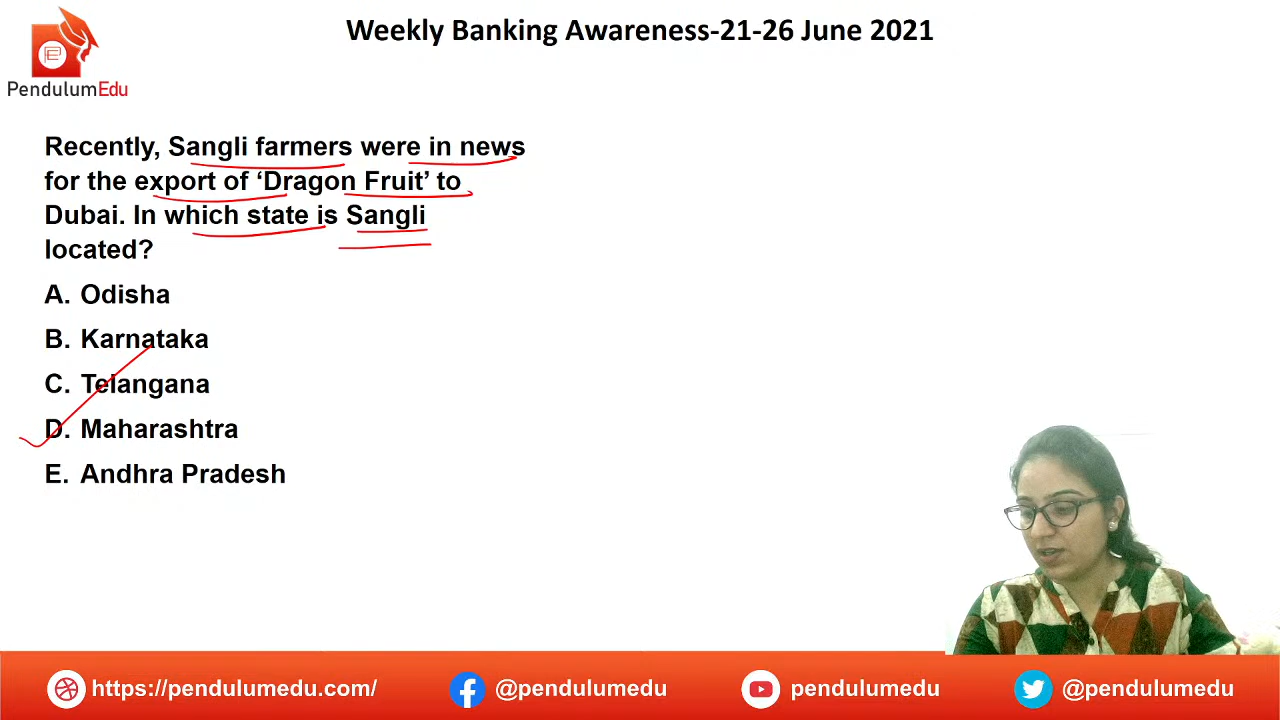 Weekly Banking Awareness-21-26 June 2021
PendulumEdu
Recently, Sangli farmers were in news
for the export of ‘Dragon Fruit’ to
Dubai. In which state is Sangli
located?
A. Odisha
B. Karnataka
C. Telangana
D. Maharashtra
E. Andhra Pradesh
https://pendulumedu.com/ @pendulumedu pendulumedu @pendulumedu